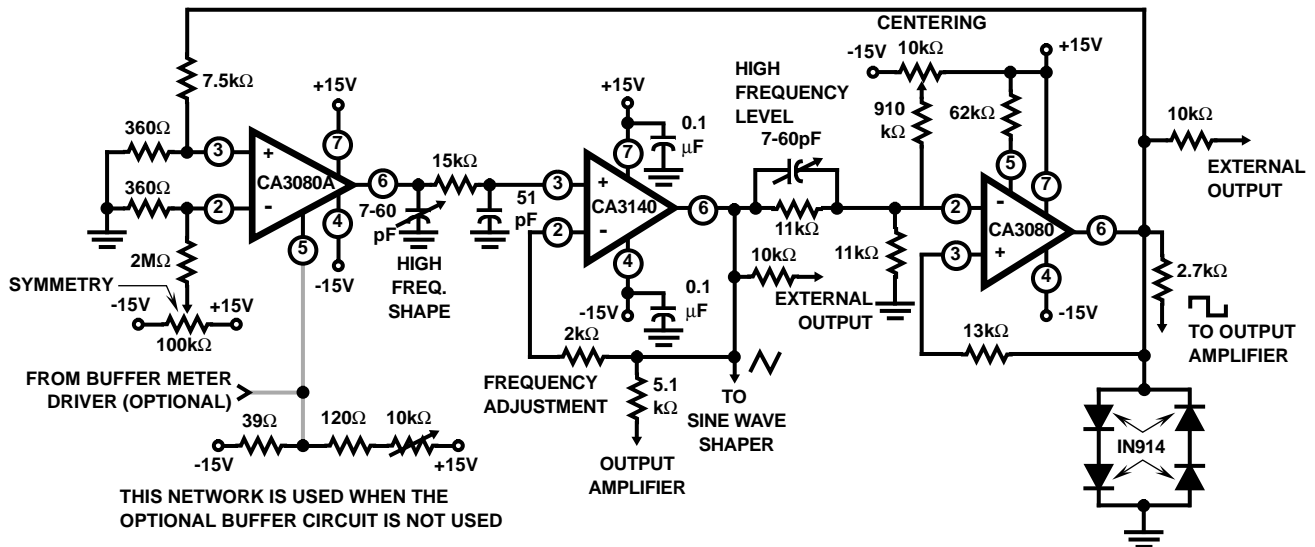 CENTERING
-15V
10kΩ
+15V
7.5kΩ
+15V
+15V
HIGH
FREQUENCY
LEVEL
7-60pF
910
kΩ
62kΩ
10kΩ
EXTERNAL
OUTPUT
360Ω
3
+
7
CA3080A
6
15kΩ
0.1
µF
7
3
+
CA3140
6
5
7
360Ω
2
-
4
5
7-60
pF
51
pF
2
-
4
11kΩ
11kΩ
2
-
CA3080
6
3
+
4
2MΩ
-15V
HIGH
FREQ.
SHAPE
-15V
0.1
µF
10kΩ
EXTERNAL
OUTPUT
-15V
2.7kΩ
TO OUTPUT
AMPLIFIER
SYMMETRY
-15V
+15V
100kΩ
2kΩ
13kΩ
FREQUENCY
ADJUSTMENT
5.1
kΩ
TO
SINE WAVE
SHAPER
FROM BUFFER METER
DRIVER (OPTIONAL)
39Ω
120Ω
10kΩ
-15V
+15V
OUTPUT
AMPLIFIER
IN914
THIS NETWORK IS USED WHEN THE
OPTIONAL BUFFER CIRCUIT IS NOT USED